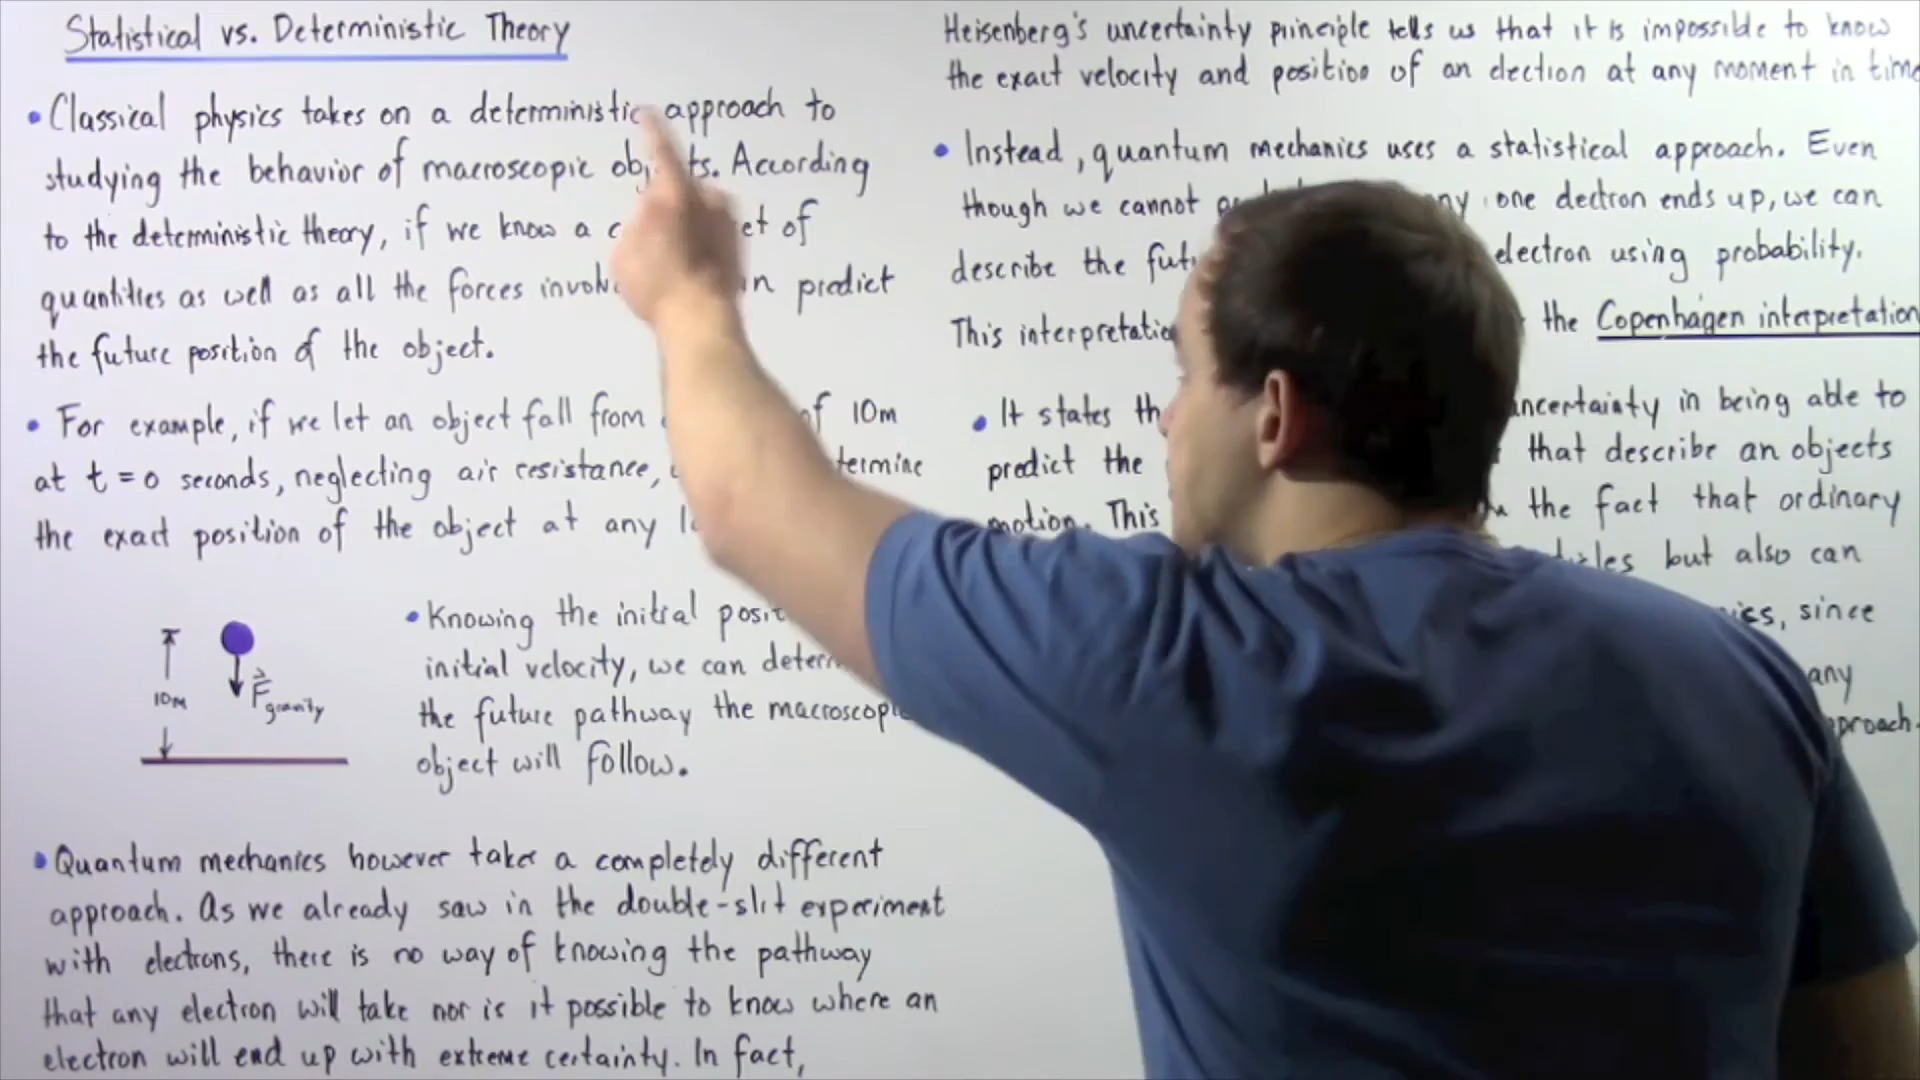 Statistical vs. Deterministic Theory
• Classical physics takes on a deterministic approach to
studying the behavior of macroscopic objects. According
to the deterministic theory, if we know a et of
quantities as well as all the forces invol n predict
the future position of the object.
• For example, if we let an object fall from of 10m
at t = 0 seconds, neglecting air resistance, termine
the exact position of the object at any
10m
F gravity
• Knowing the initial posit
initial velocity, we can determ
the future pathway the macroscopic
object will follow.
• Quantum mechanics however takes a completely different
approach. As we already saw in the double-slit experiment
with electrons, there is no way of knowing the pathway
that any electron will take nor is it possible to know where an
electron will end up with extreme certainty. In fact,
Heisenberg's uncertainty principle tells us that it is impossible to know
the exact velocity and position of an electron at any moment in time
• Instead, quantum mechanics uses a statistical approach. Even
though we cannot ny one electron ends up, we can
describe the futu electron using probability.
This interpretatio the Copenhagen interpretation
• It states th uncertainty in being able to
predict the that describe an objects
motion. This the fact that ordinary
but also can
ics, since
any
pproach.